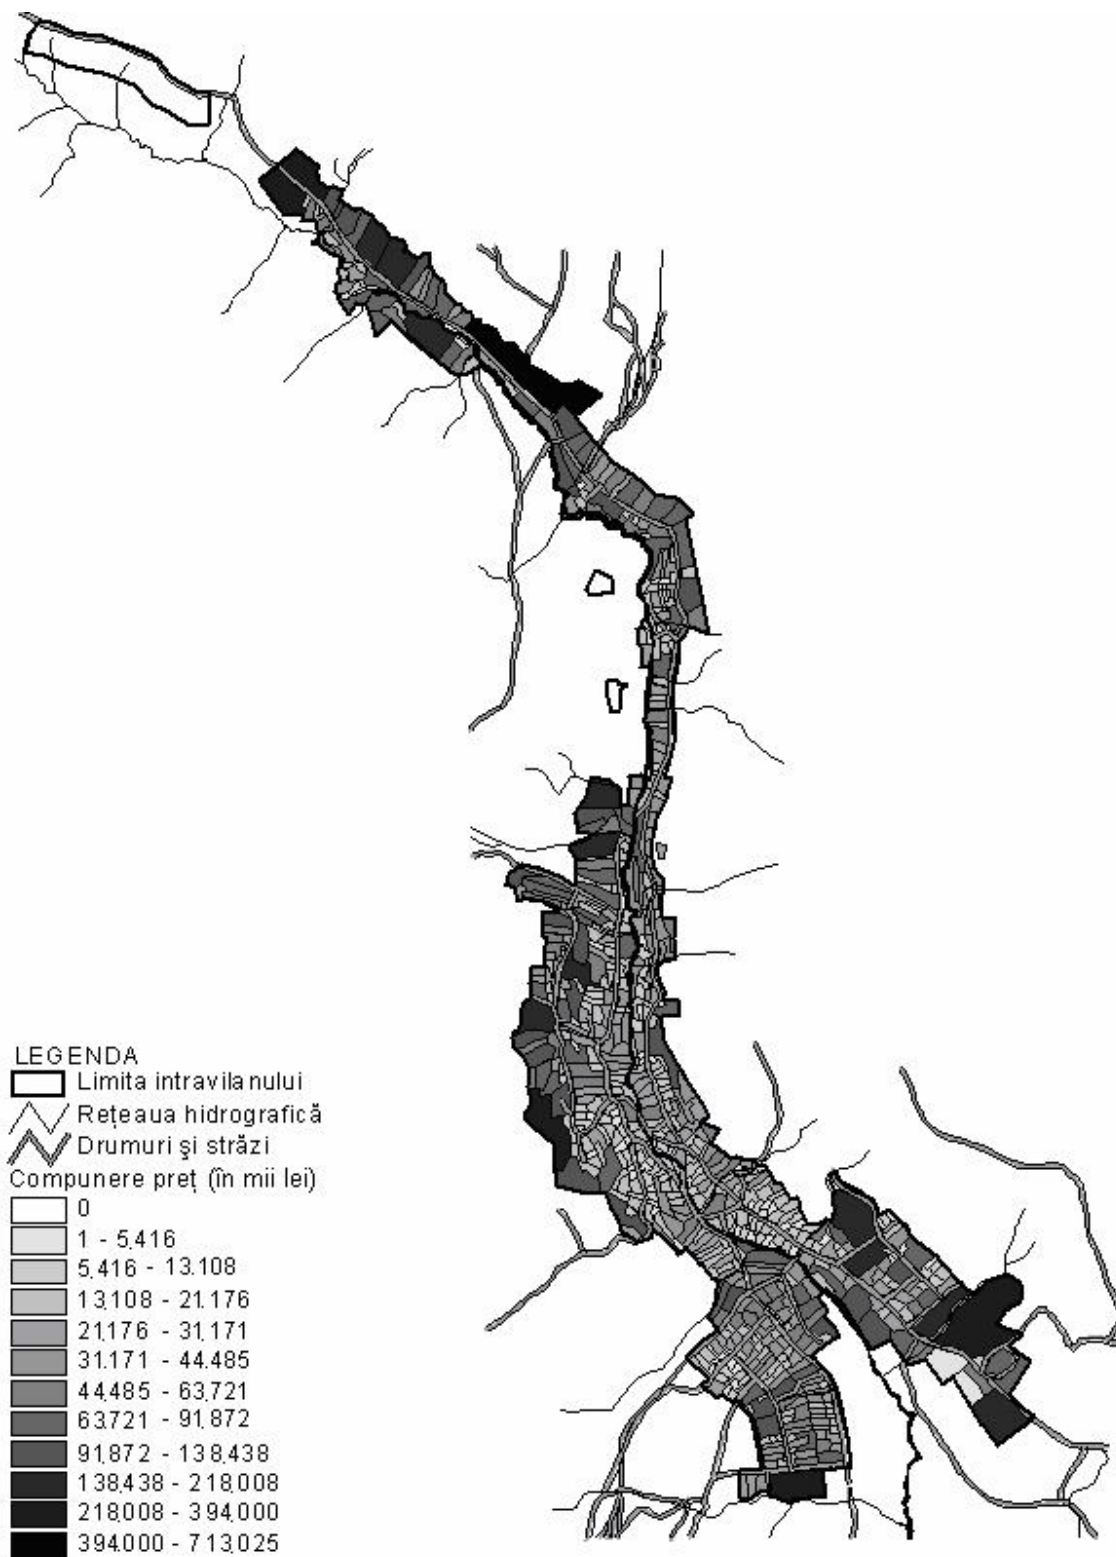 LEGENDA
Limita intravilanului
Rețeaua hidrografică
Drumuri și străzi
Compunere preț (în mii lei)
0
1 - 5.416
5.416 - 13.108
13.108 - 21.176
21.176 - 31.171
31.171 - 44.485
44.485 - 63.721
63.721 - 91.872
91.872 - 138.438
138.438 - 218.008
218.008 - 394.000
394.000 - 713.025